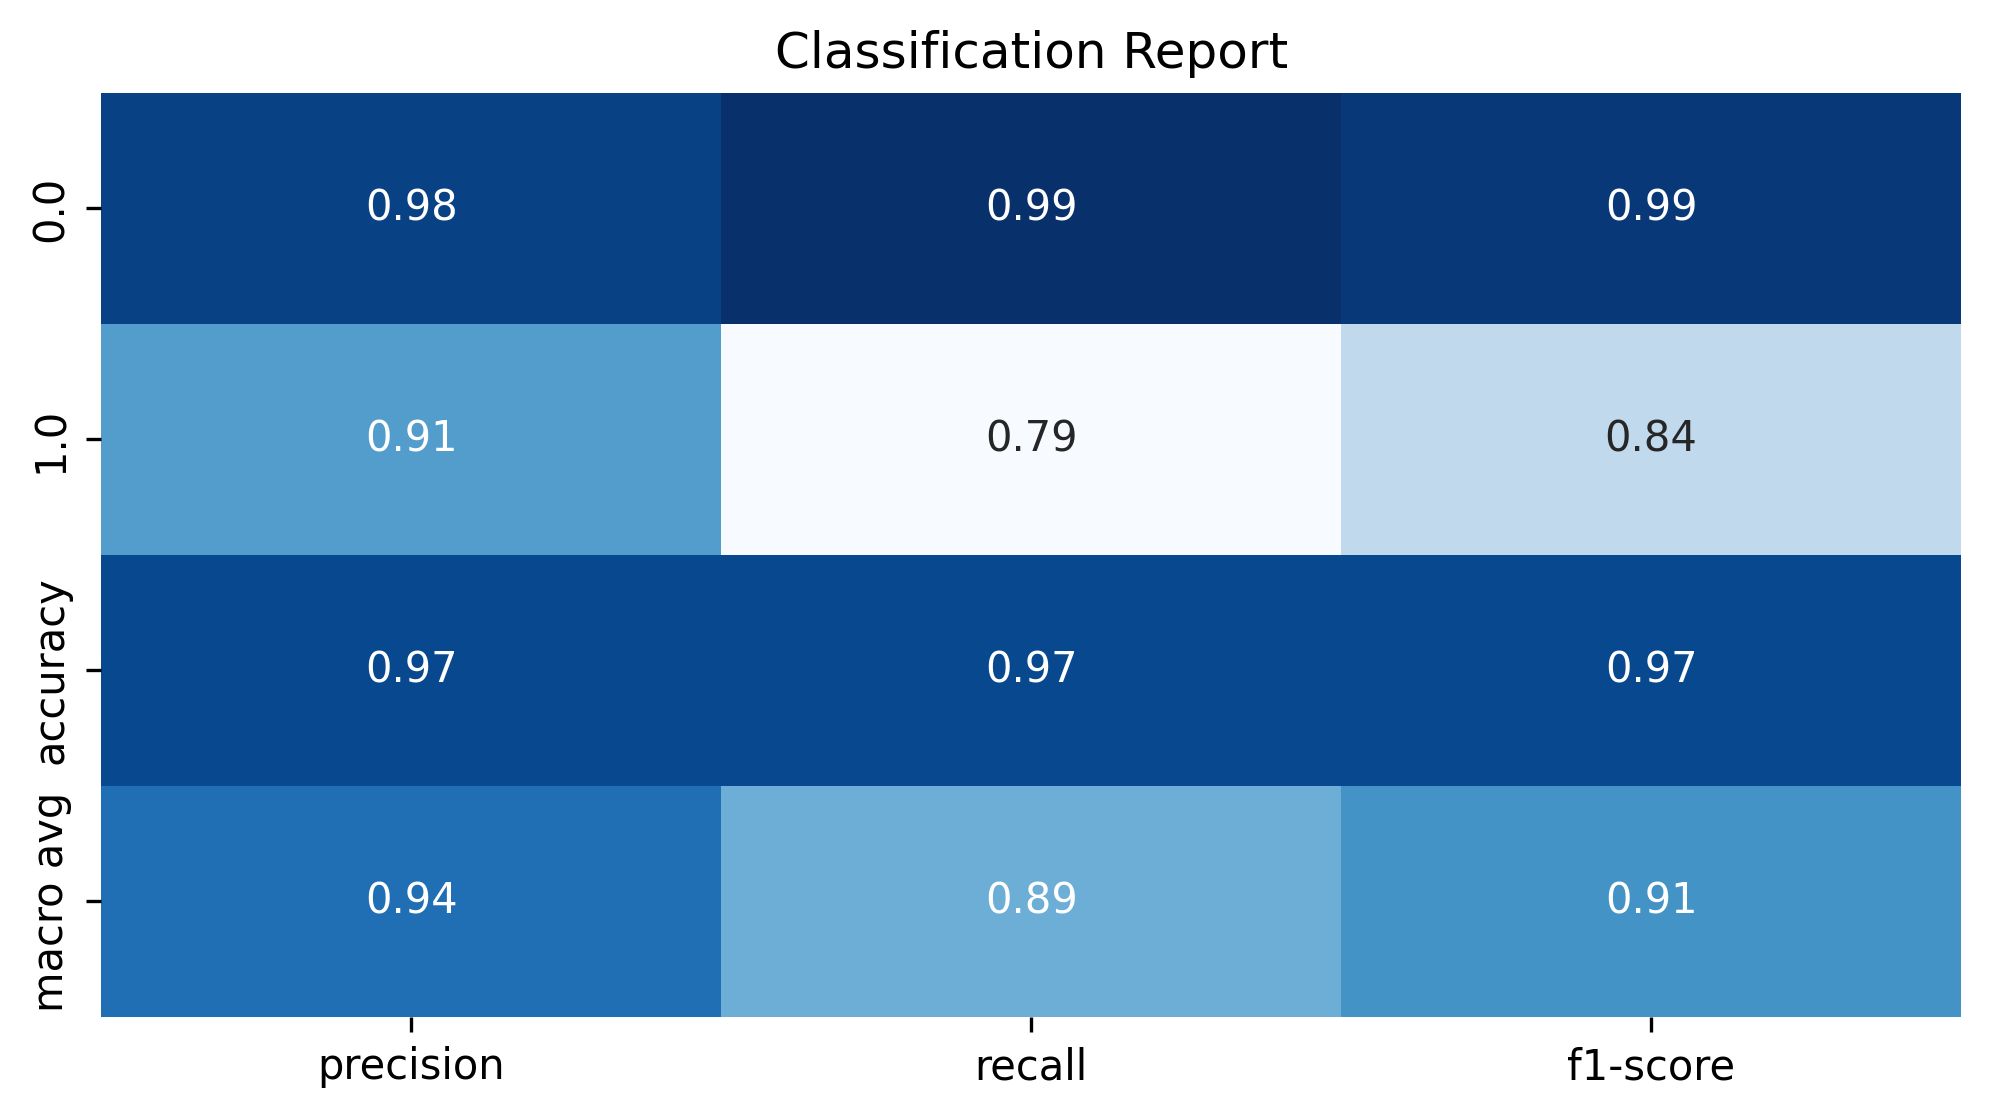 Classification Report
0.0 0.98 0.99 0.99
1.0 0.91 0.79 0.84
accuracy 0.97 0.97 0.97
macro avg 0.94 0.89 0.91
precision recall f1-score